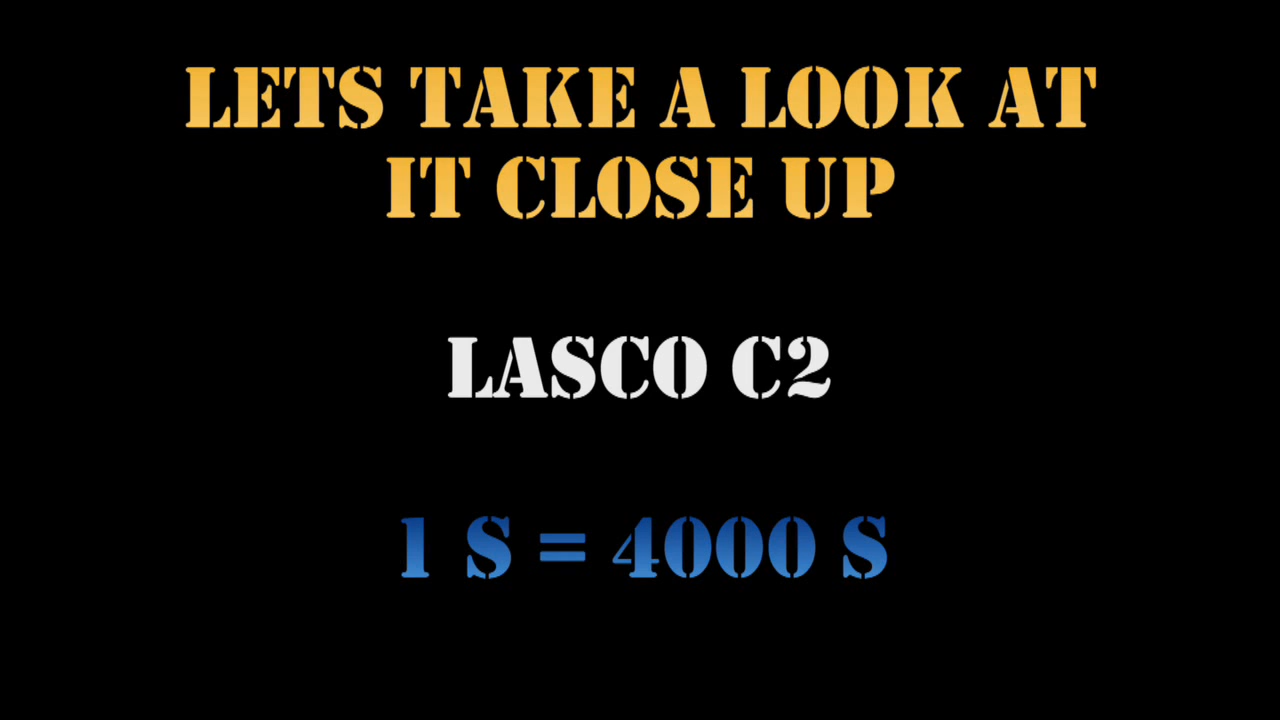 LETS TAKE A LOOK AT
IT CLOSE UP
LASCO C2
1 S = 4000 S